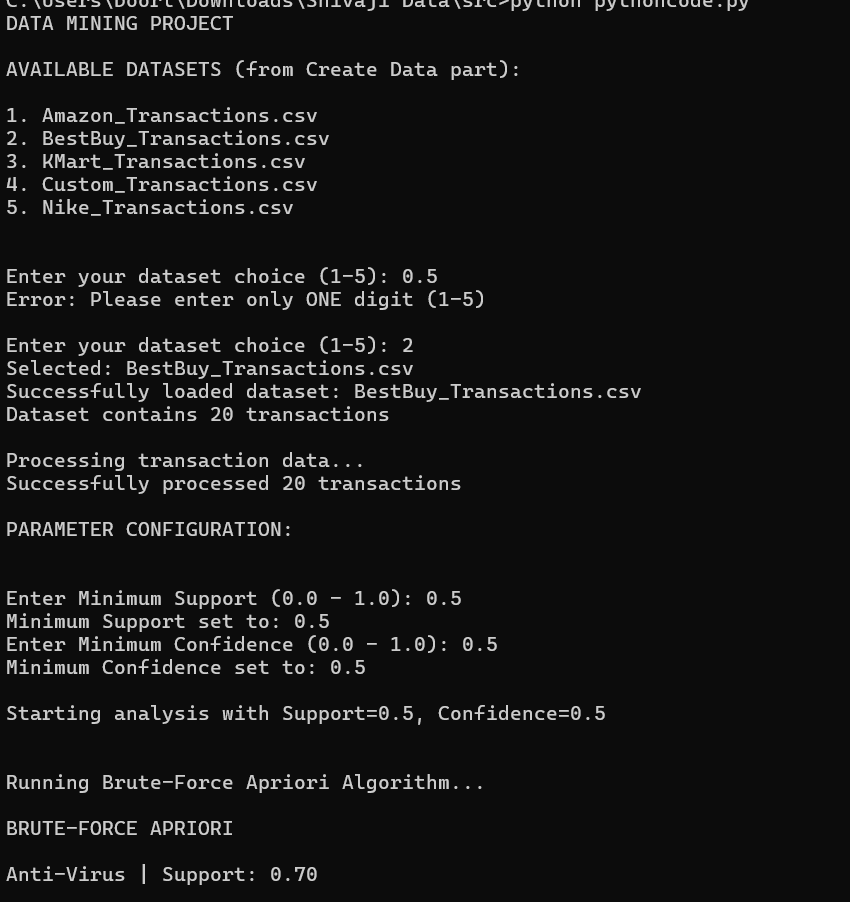 C:\Users\Doort\Downloads\Shivaji Data\src>python pythoncode.py
DATA MINING PROJECT
AVAILABLE DATASETS (from Create Data part):
1. Amazon_Transactions.csv
2. BestBuy_Transactions.csv
3. KMart_Transactions.csv
4. Custom_Transactions.csv
5. Nike_Transactions.csv
Enter your dataset choice (1-5): 0.5
Error: Please enter only ONE digit (1-5)
Enter your dataset choice (1-5): 2
Selected: BestBuy_Transactions.csv
Successfully loaded dataset: BestBuy_Transactions.csv
Dataset contains 20 transactions
Processing transaction data...
Successfully processed 20 transactions
PARAMETER CONFIGURATION:
Enter Minimum Support (0.0 - 1.0): 0.5
Minimum Support set to: 0.5
Enter Minimum Confidence (0.0 - 1.0): 0.5
Minimum Confidence set to: 0.5
Starting analysis with Support=0.5, Confidence=0.5
Running Brute-Force Apriori Algorithm...
BRUTE-FORCE APRIORI
Anti-Virus | Support: 0.70